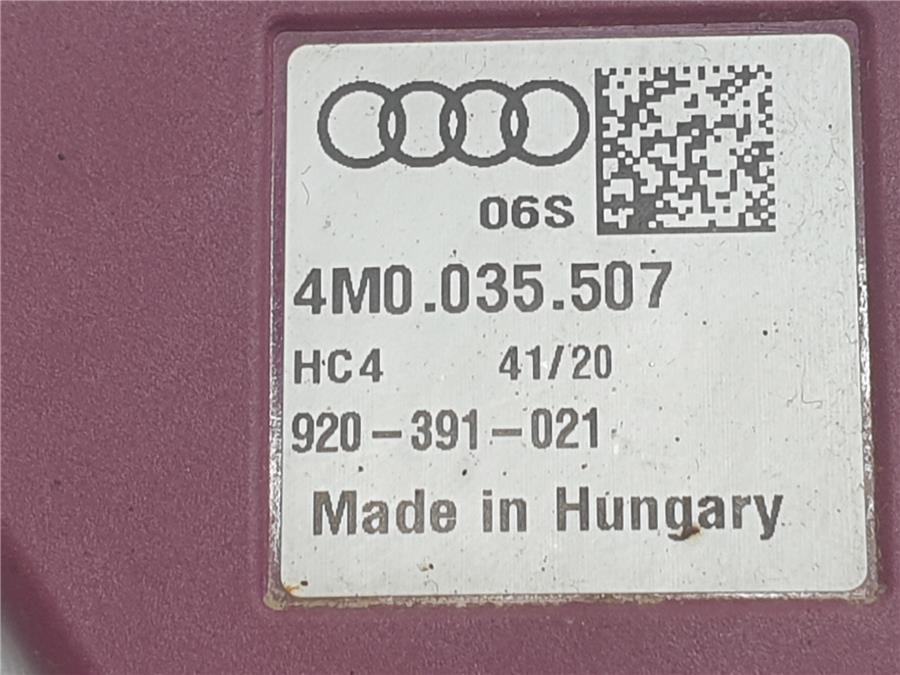 06S
4M0.035.507
HC4 41/20
920-391-021
Made in Hungary